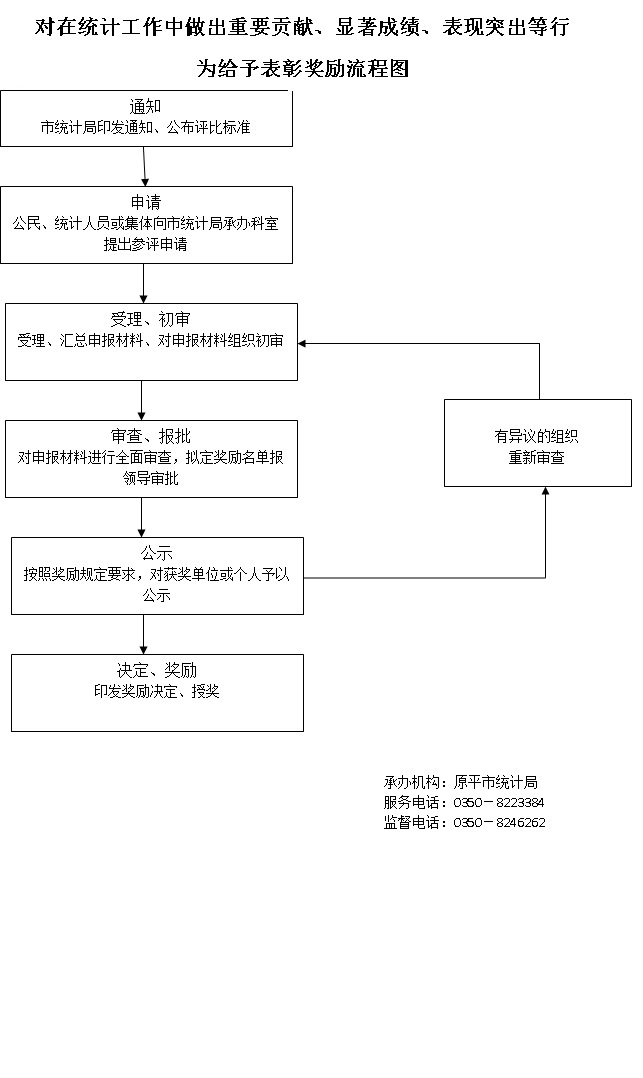 对在统计工作中做出重要贡献、显著成绩、表现突出等行
为给予表彰奖励流程图
通知
市统计局印发通知、公布评比标准
申请
公民、统计人员或集体向市统计局承办科室
提出参评申请
受理、初审
受理、汇总申报材料、对申报材料组织初审
审查、报批
对申报材料进行全面审查，拟定奖励名单报
领导审批
有异议的组织
重新审查
公示
按照奖励规定要求，对获奖单位或个人予以
公示
决定、奖励
印发奖励决定、授奖
承办机构：原平市统计局
服务电话：0350－8223384
监督电话：0350－8246262